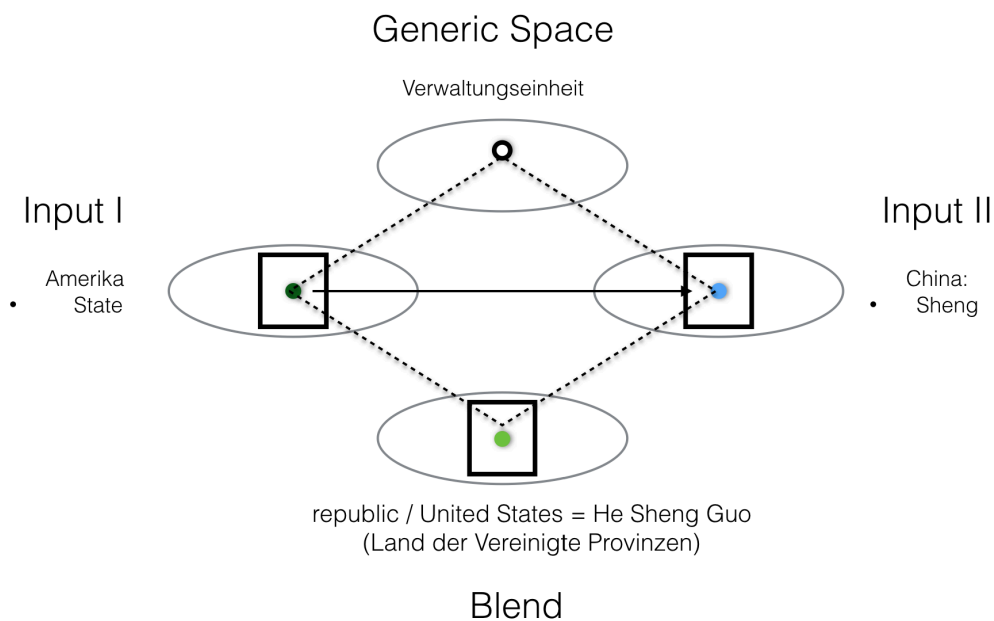 Generic Space
Verwaltungseinheit
Input I
Input II
Amerika
• State
China:
• Sheng
republic / United States = He Sheng Guo
(Land der Vereinigte Provinzen)
Blend